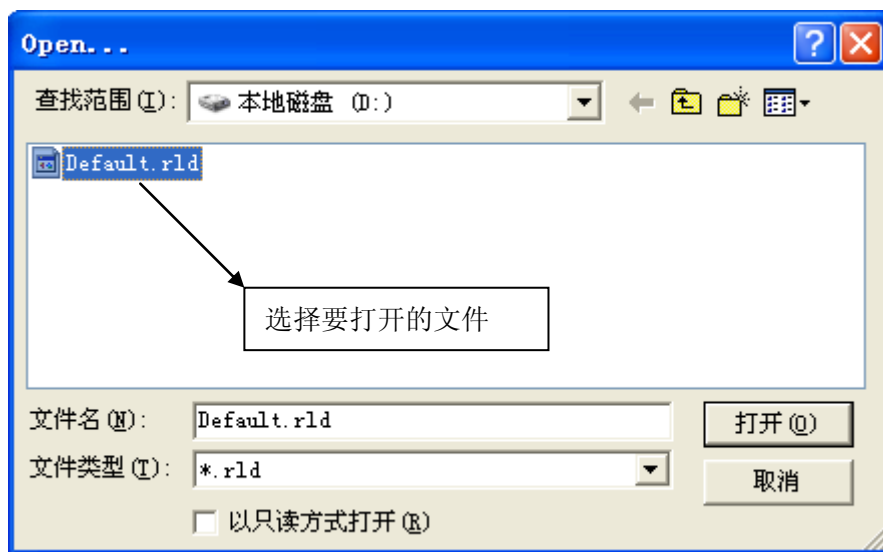 Open...
查找范围(I): 本地磁盘 (D:)
Default.rld
选择要打开的文件
文件名(N): Default.rld 打开(O)
文件类型(T): *.rld 取消
以只读方式打开(R)